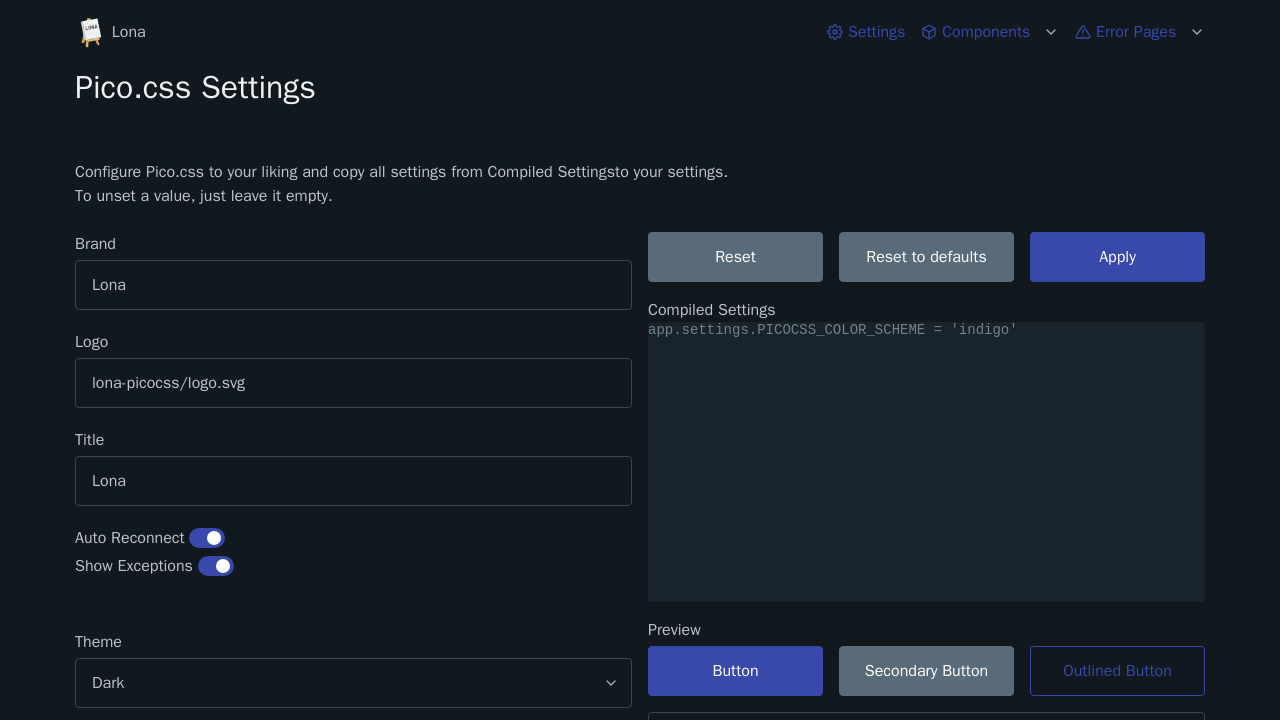 LONA
Lona
Settings
Components
Error Pages
Pico.css Settings
Configure Pico.css to your liking and copy all settings from Compiled Settingsto your settings.
To unset a value, just leave it empty.
Brand
Lona
Logo
lona-picocss/logo.svg
Title
Lona
Auto Reconnect
Show Exceptions
Theme
Dark
Reset
Reset to defaults
Apply
Compiled Settings
app.settings.PICOCSS_COLOR_SCHEME = 'indigo'
Preview
Button
Secondary Button
Outlined Button